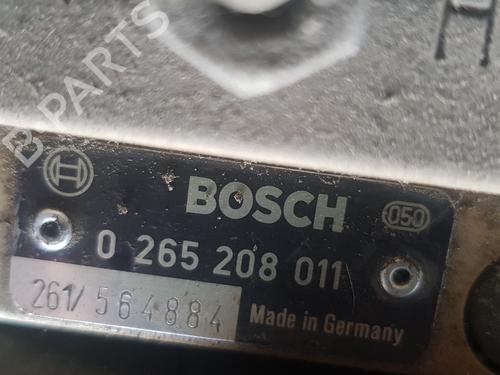 B-PARTS
H
BOSCH
050
0 265 208 011
261/564884
Made in Germany